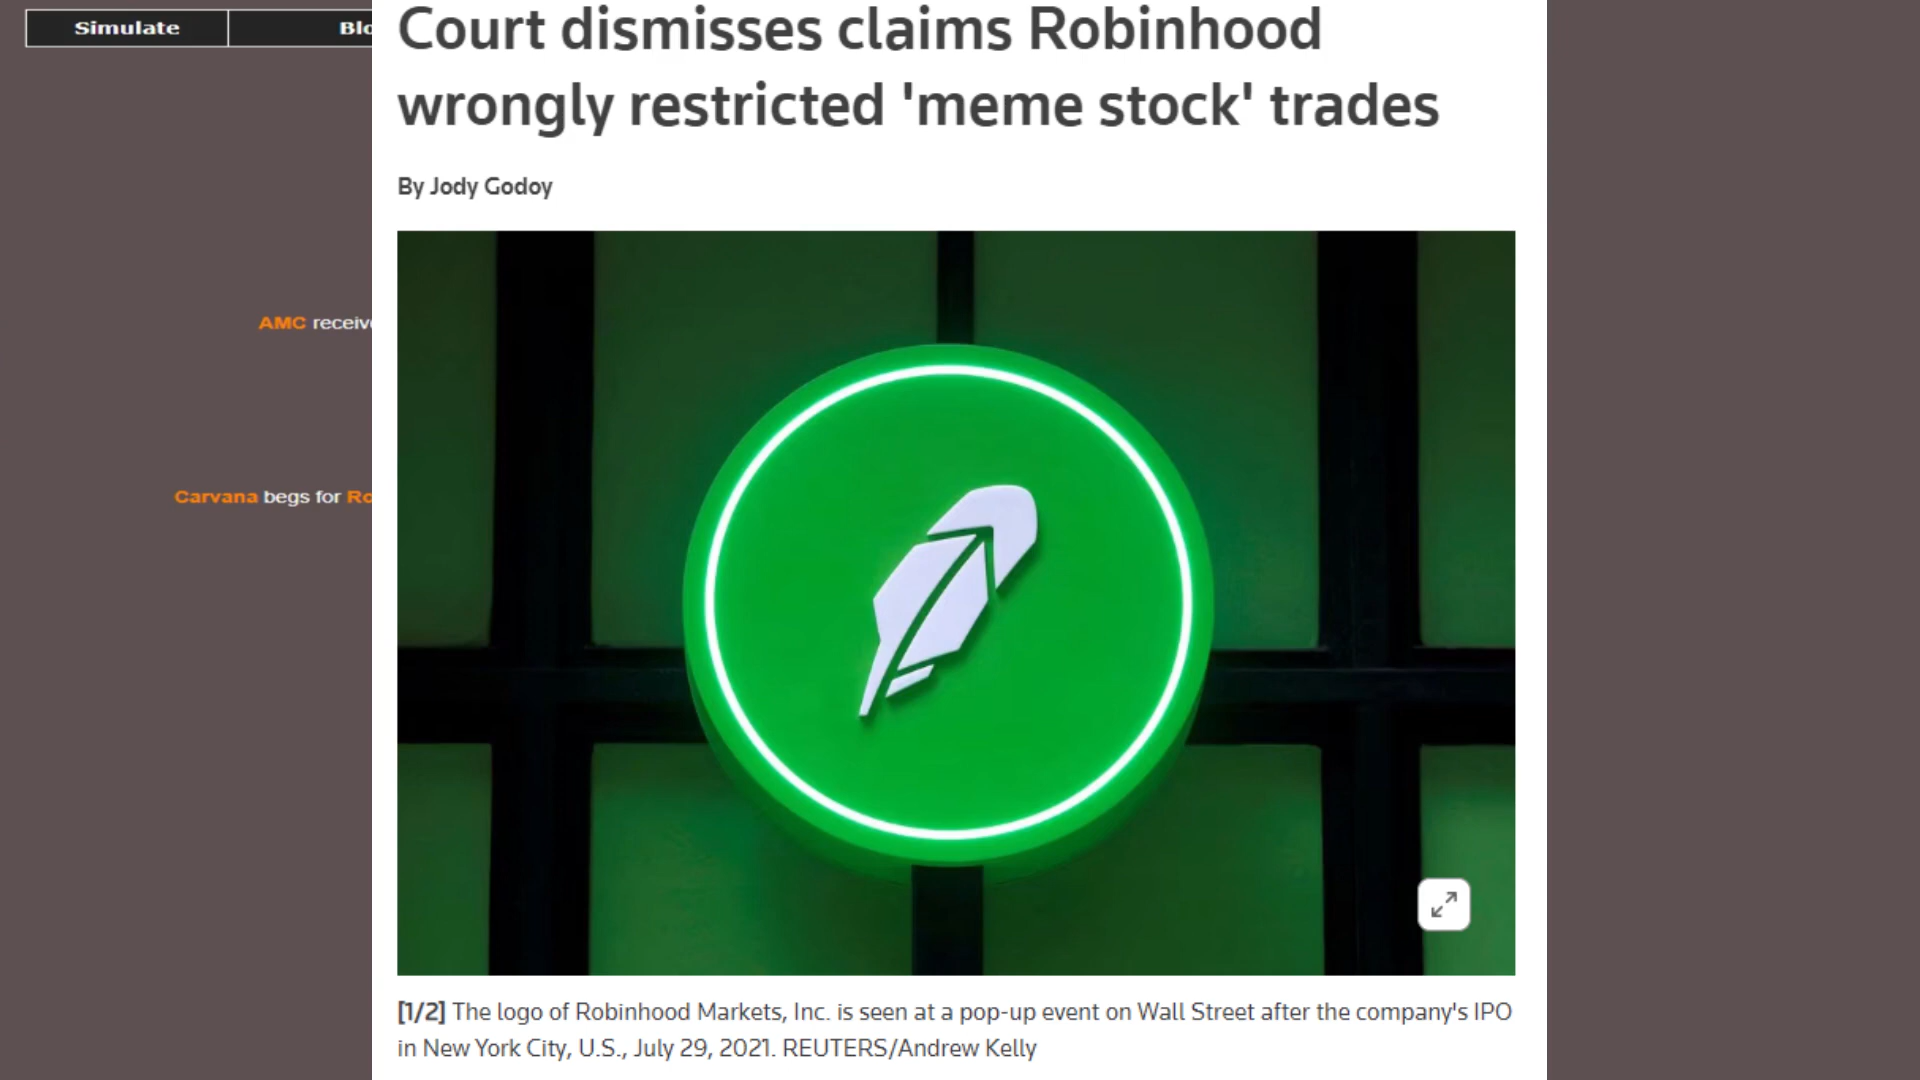 Simulate
Court dismisses claims Robinhood
wrongly restricted 'meme stock' trades
By Jody Godoy
AMC
Carvana begs for
[1/2] The logo of Robinhood Markets, Inc. is seen at a pop-up event on Wall Street after the company's IPO
in New York City, U.S., July 29, 2021. REUTERS/Andrew Kelly